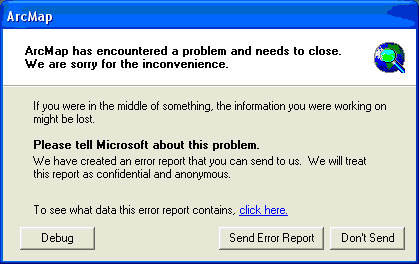 ArcMap
ArcMap has encountered a problem and needs to close.
We are sorry for the inconvenience.
If you were in the middle of something, the information you were working on
might be lost.
Please tell Microsoft about this problem.
We have created an error report that you can send to us. We will treat
this report as confidential and anonymous.
To see what data this error report contains, click here.
Debug
Send Error Report
Don't Send